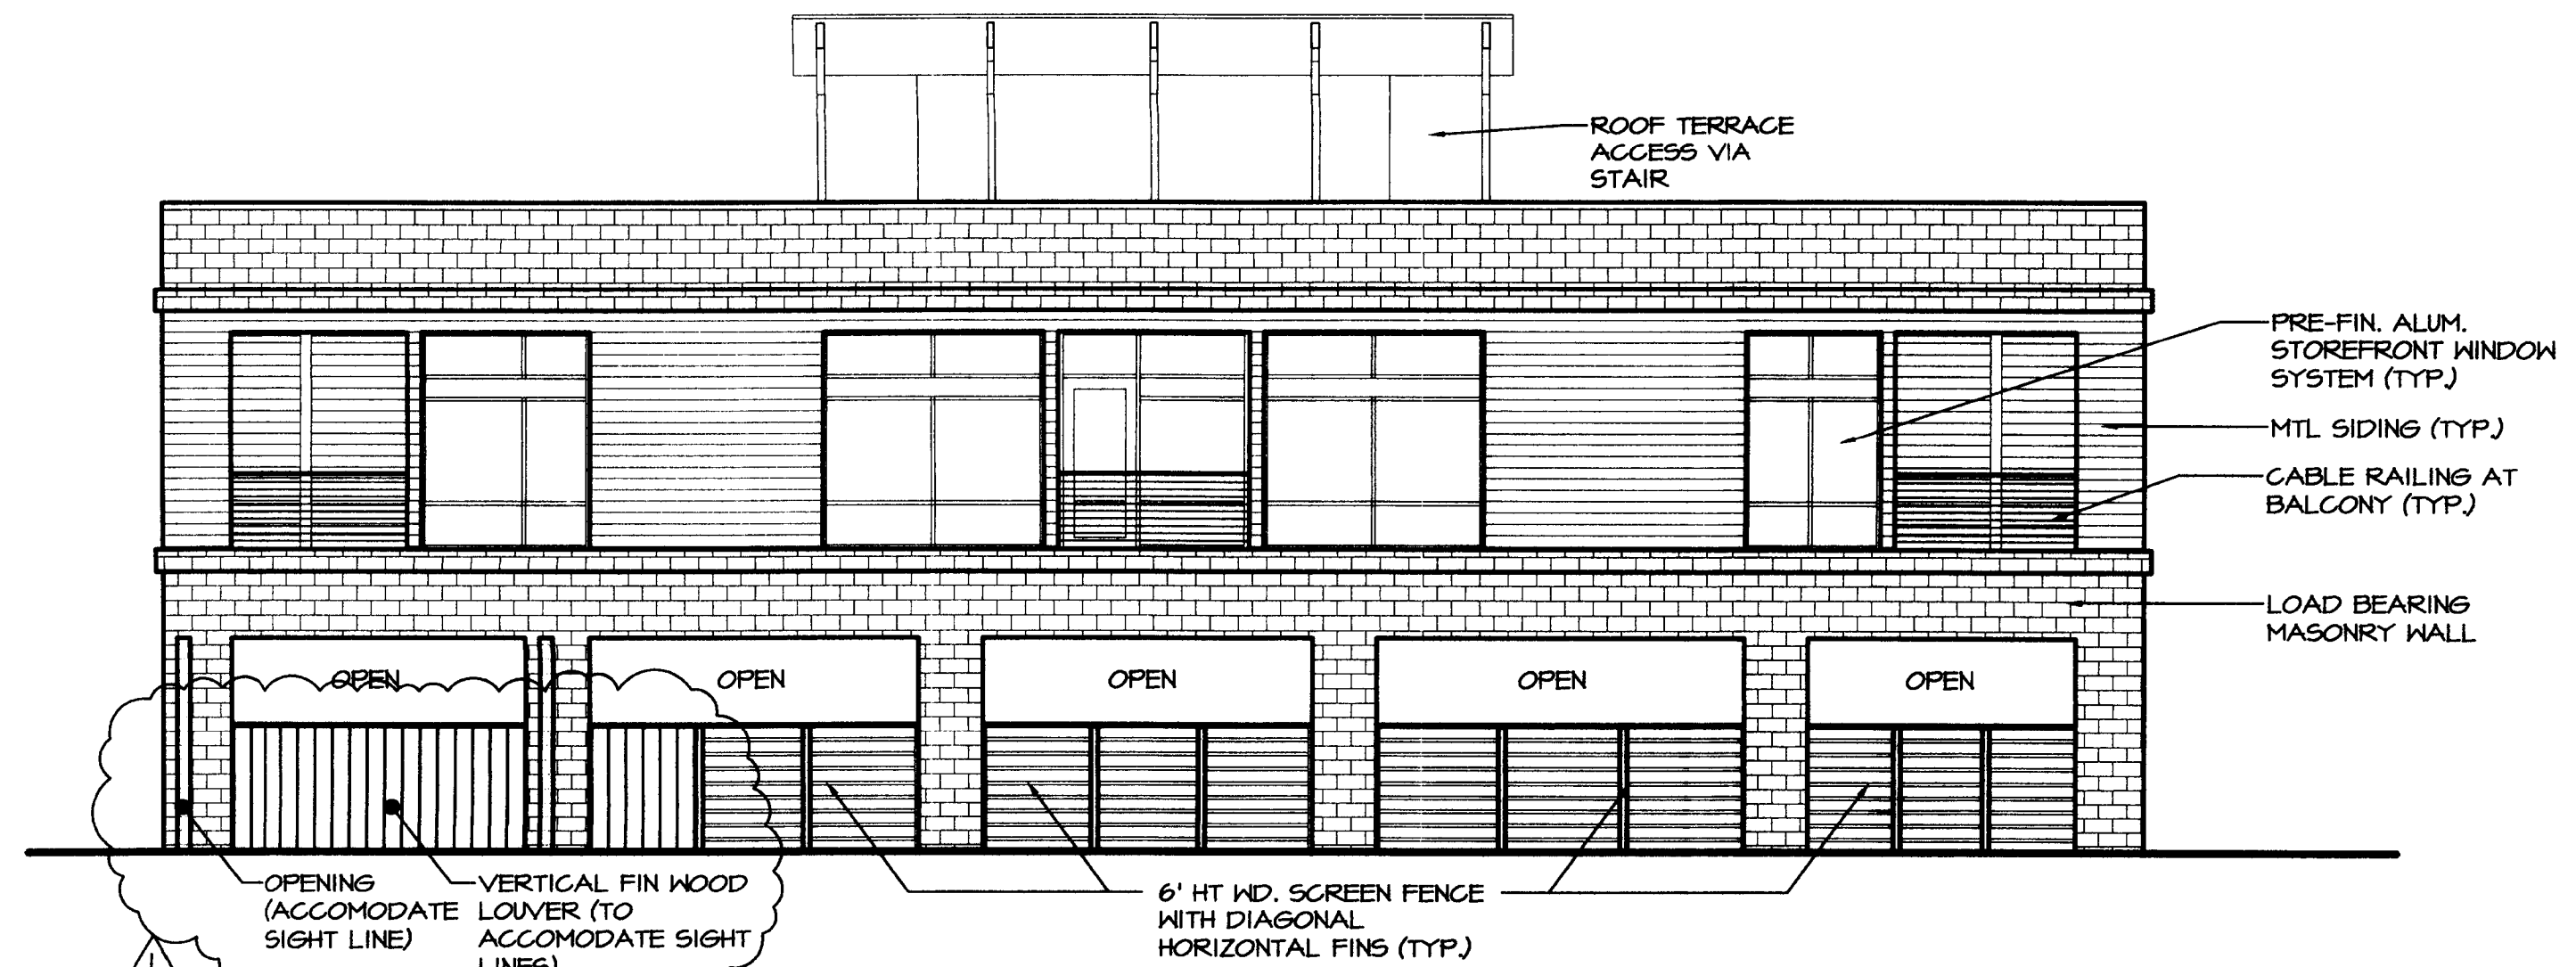 ROOF TERRACE
ACCESS VIA
STAIR
PRE-FIN. ALUM.
STOREFRONT WINDOW
SYSTEM (TYP.)
MTL SIDING (TYP.)
CABLE RAILING AT
BALCONY (TYP.)
LOAD BEARING
MASONRY WALL
OPEN
OPEN
OPEN
OPEN
OPEN
OPENING
(ACCOMODATE
SIGHT LINE)
VERTICAL FIN WOOD
LOUVER (TO
ACCOMODATE SIGHT
LINES)
6' HT WD. SCREEN FENCE
WITH DIAGONAL
HORIZONTAL FINS (TYP.)